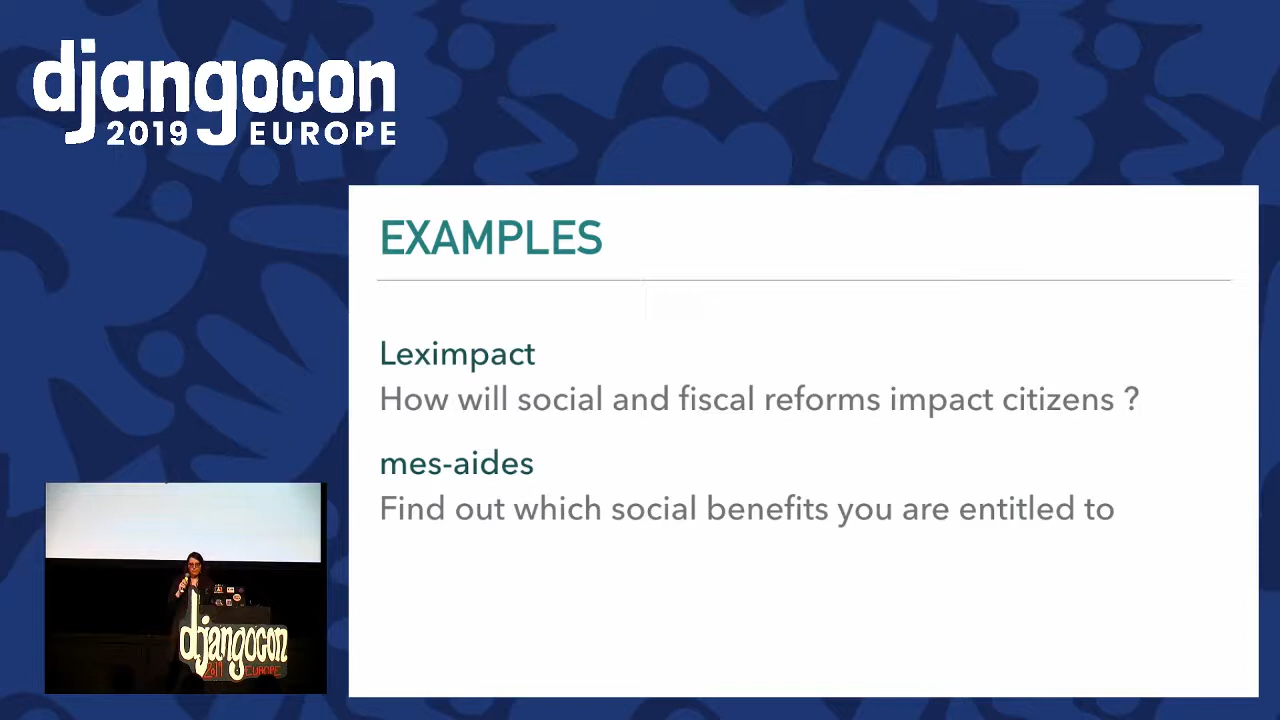 djangocon
2019 EUROPE
EXAMPLES
Leximpact
How will social and fiscal reforms impact citizens ?
mes-aides
Find out which social benefits you are entitled to
djangocon
2019 EUROPE